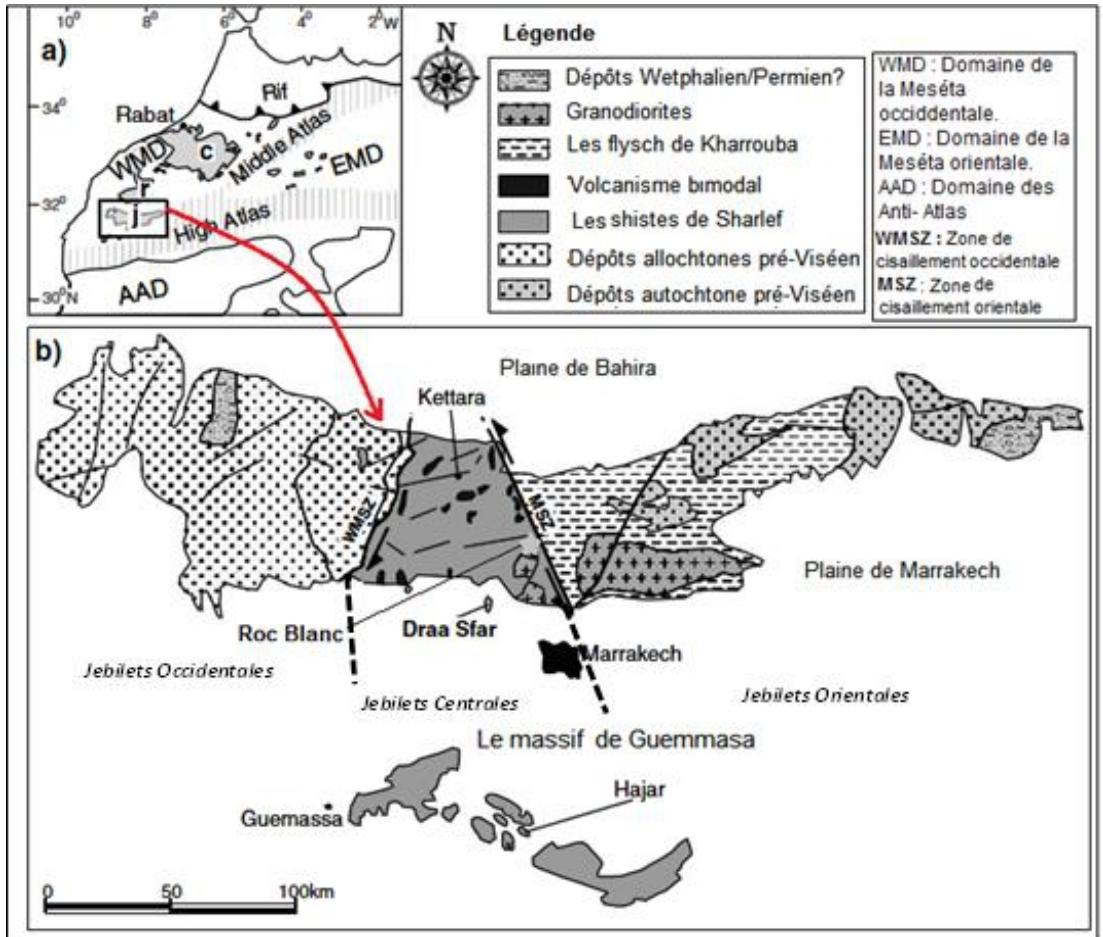 10° 8° 6° 4° 2°W
a)
34°
32°
30°N
Rif
Rabat
Middle Atlas
WMD
c
EMD
r
j
High Atlas
AAD
N
Légende
Dépôts Wetphalien/Permien?
Granodiorites
Les flysch de Kharrouba
Volcanisme bimodal
Les shistes de Sharlef
Dépôts allochtones pré-Viséen
Dépôts autochtone pré-Viséen
WMD : Domaine de
la Meséta
occiddentale.
EMD : Domaine de la
Meséta orientale.
AAD : Domaine des
Anti- Atlas
WMSZ : Zone de
cisaillement occidentale
MSZ : Zone de
cisaillement orientale
b)
Plaine de Bahira
Kettara
WMSZ
MSZ
Plaine de Marrakech
Roc Blanc
Draa Sfar
Marrakech
Jebilets Occidentales
Jebilets Centrales
Jebilets Orientales
Le massif de Guemmasa
Hajar
Guemassa
0 50 100km